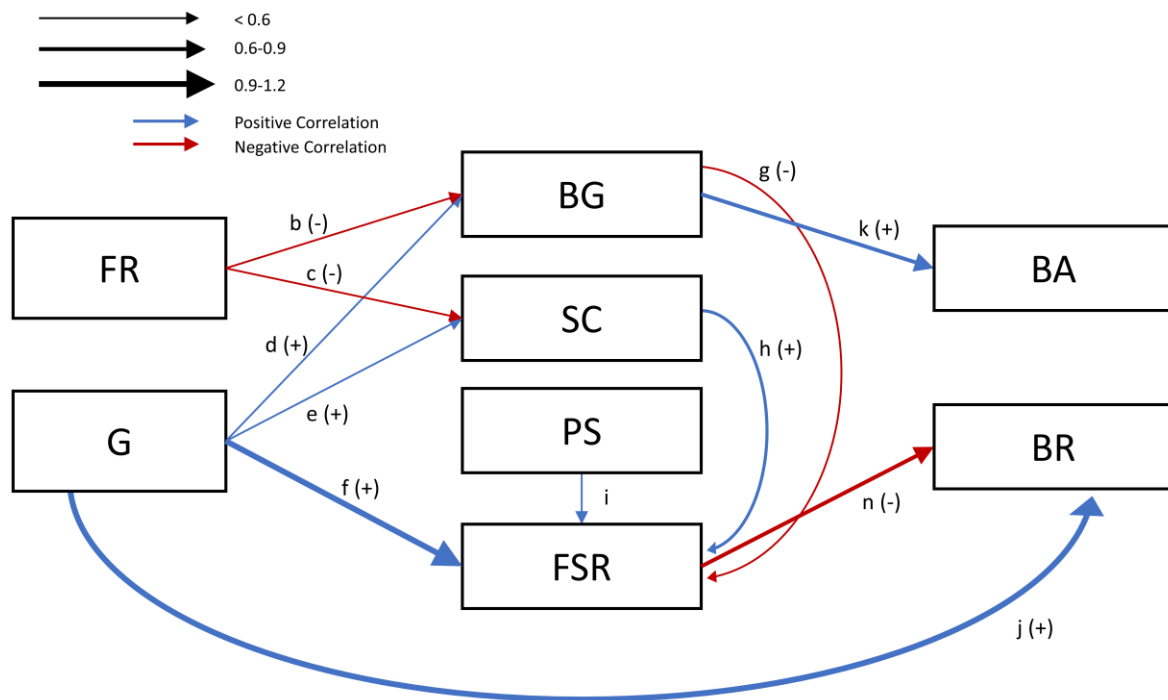 < 0.6
0.6-0.9
0.9-1.2
Positive Correlation
Negative Correlation
BG
g (-)
b (-)
k (+)
FR
BA
c (-)
SC
d (+)
h (+)
e (+)
G
PS
BR
f (+)
i
n (-)
FSR
j (+)